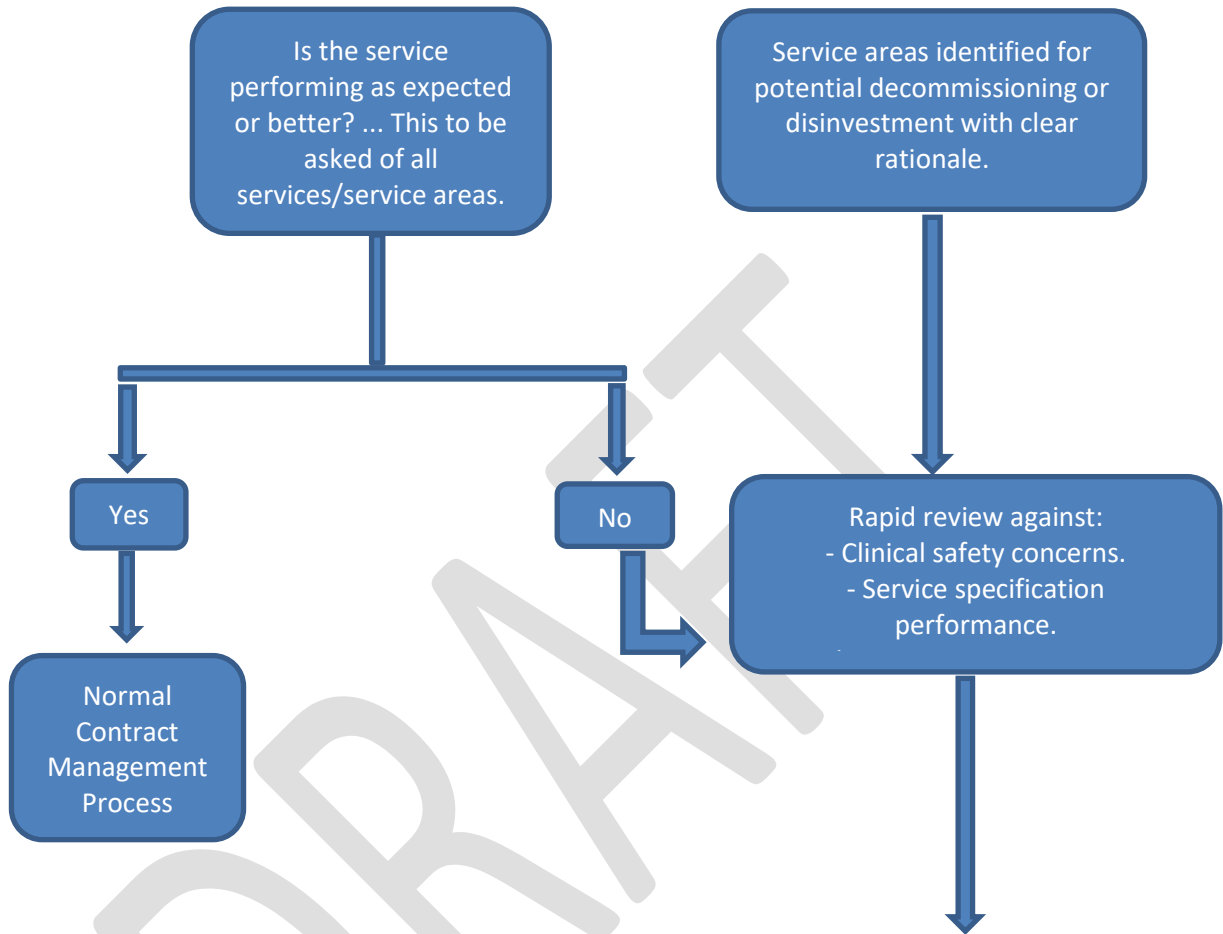 Is the service
performing as expected
or better? ... This to be
asked of all
services/service areas.
Service areas identified for
potential decommissioning or
disinvestment with clear
rationale.
Yes
No
Rapid review against:
- Clinical safety concerns.
- Service specification
performance.
Normal
Contract
Management
Process
DRAFT